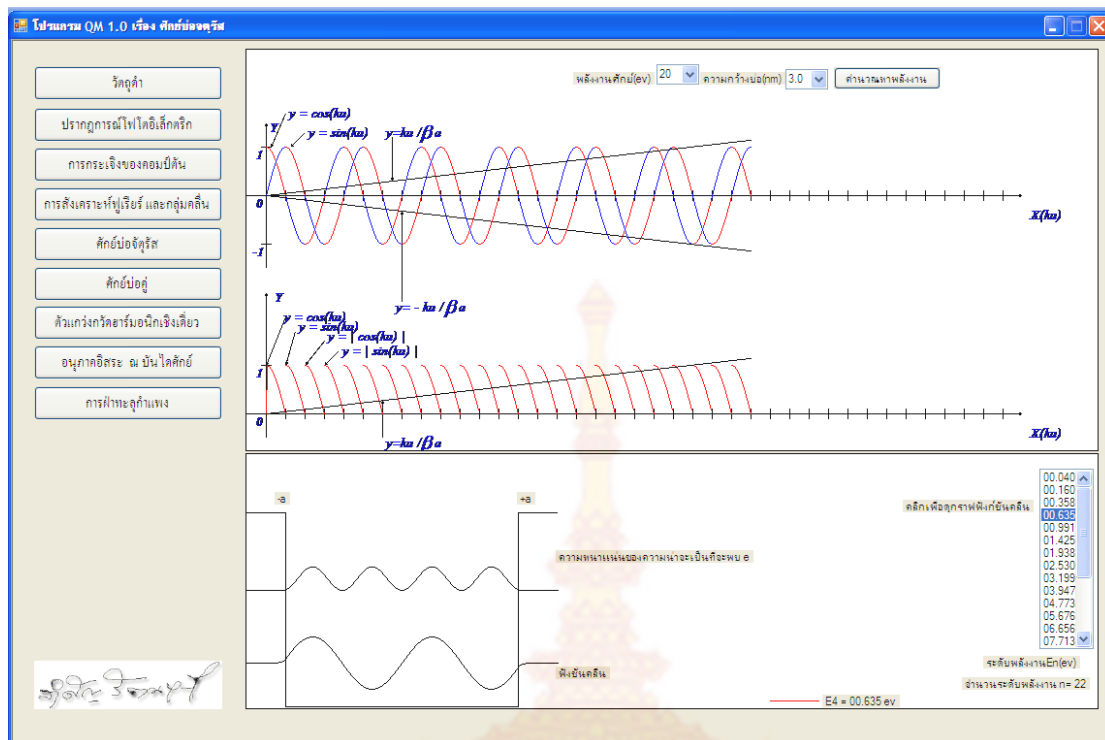 โปรแกรม QM 1.0 เรื่อง ศักย์บ่อจตุรัส
วัตถุดำ
ปรากฏการณ์โฟโตอิเล็กตริก
การกระเจิงของคอมป์ตัน
การสังเคราะห์ฟูเรียร์ และกลุ่มคลื่น
ศักย์บ่อจัตุรัส
ศักย์บ่อคู่
ตัวแกว่งกวัดฮาร์มอนิกเชิงเดี่ยว
อนุภาคอิสระ ณ บันไดศักย์
การฝ่าทะลุกำแพง
พลังงานศักย์(ev) 20 ความกว้างบ่อ(nm) 3.0 คำนวณหาพลังงาน
y = cos(ku)
Y y = sin(ku) y=ku/βa
1
0
X(ku)
-1
y= - ku/βa
Y
y = cos(ku)
y = sin(ku)
y = | cos(ku) |
y = | sin(ku) |
1
0
X(ku)
y=ku/βa
-a +a
คลิกเพื่อดูกราฟฟังก์ชันคลื่น
00.040
00.160
00.358
00.635
00.991
01.425
01.938
02.530
03.199
03.947
04.773
05.676
06.656
07.713
ความหนาแน่นของความน่าจะเป็นที่จะพบ e
ระดับพลังงานEn(ev)
ฟังชันคลื่น
จำนวนระดับพลังงาน n= 22
E4 = 00.635 ev